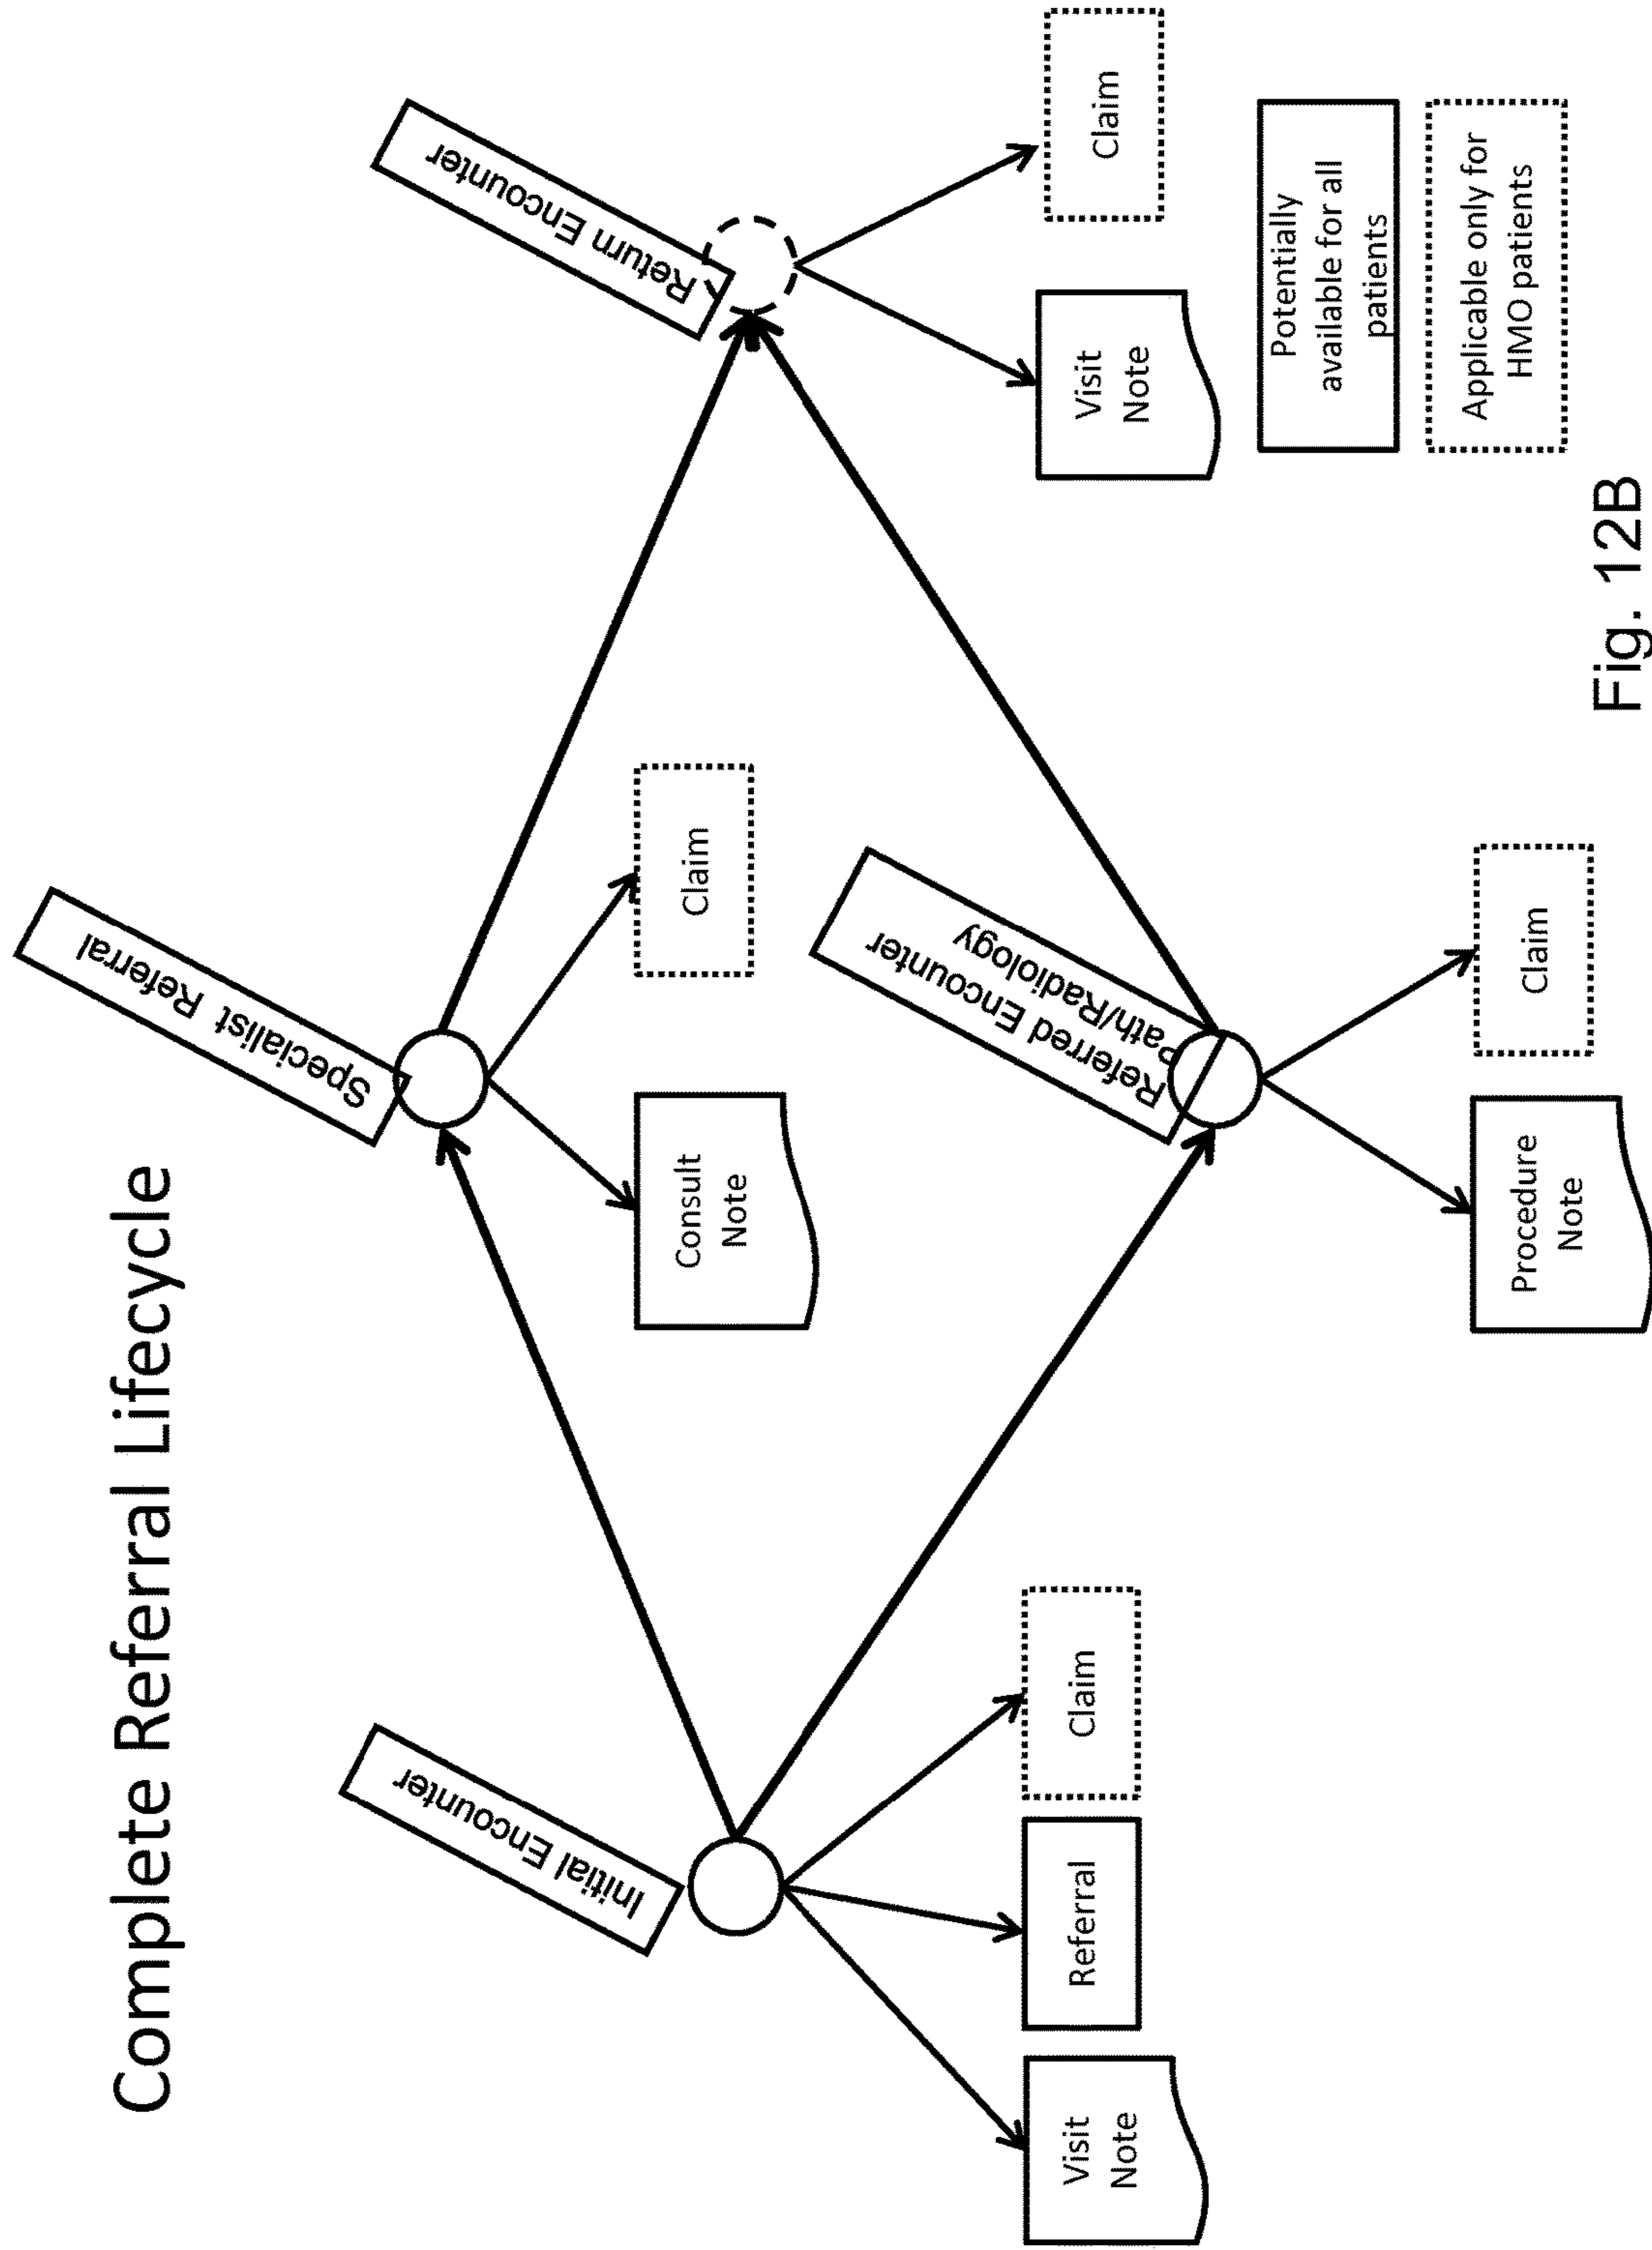 Complete Referral Lifecycle
Initial Encounter
Visit
Note
Referral
Claim
Specialist Referral
Consult
Note
Claim
Referred Encounter
Path/Radiology
Procedure
Note
Claim
Return Encounter
Visit
Note
Claim
Potentially
available for all
patients
Applicable only for
HMO patients
Fig. 12B